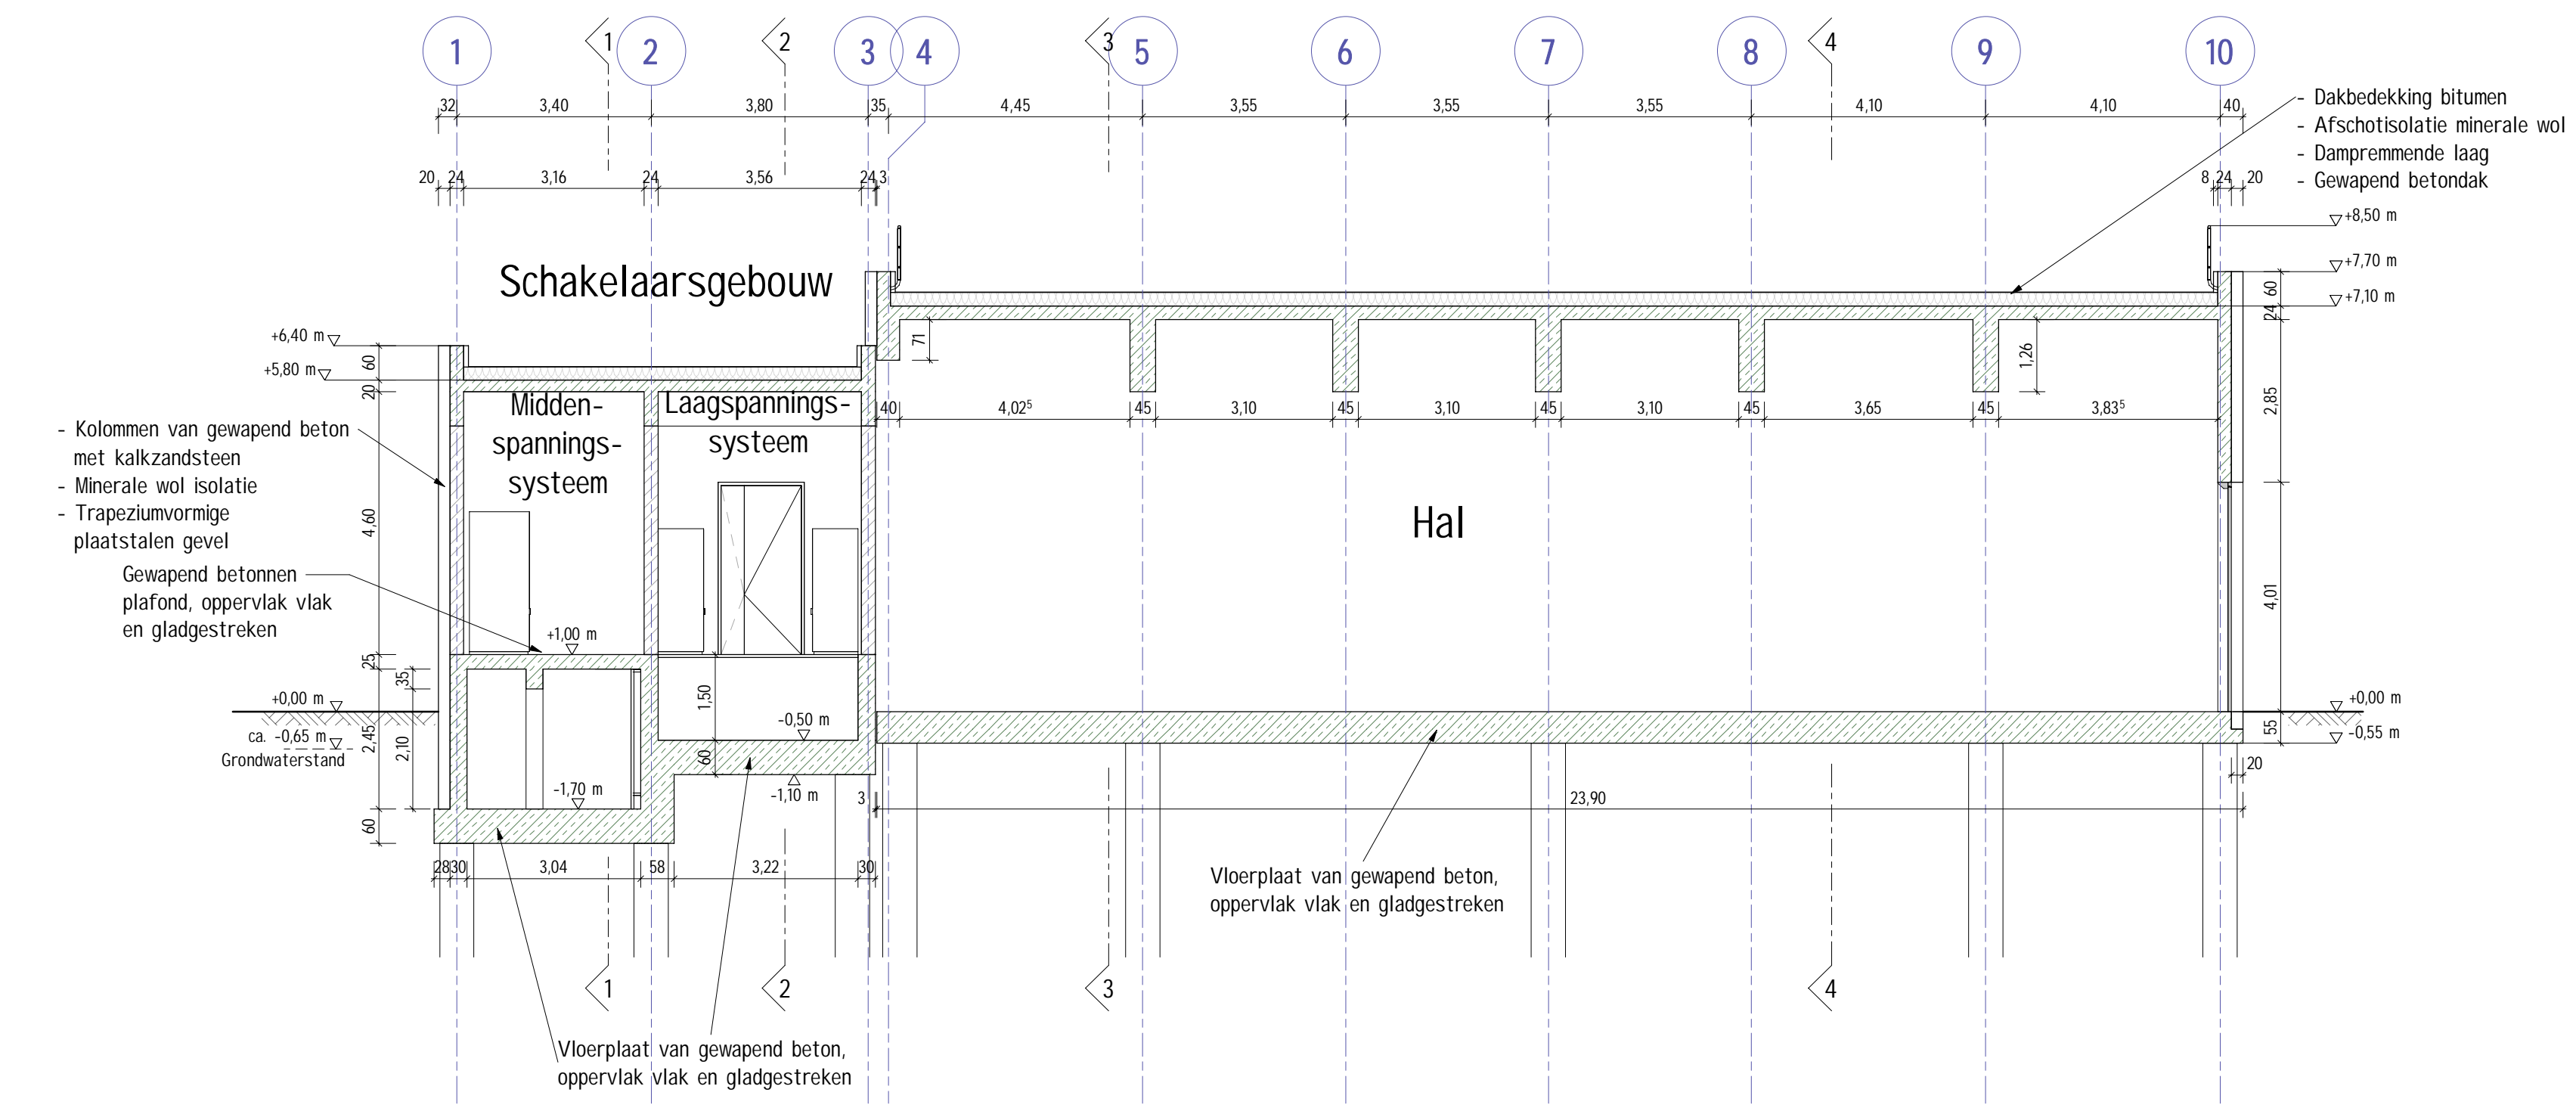 1 2 3 4 5 6 7 8 9 10
1 2 3 4
32 3,40 3,80 35 4,45 3,55 3,55 3,55 4,10 4,10 40
- Dakbedekking bitumen
- Afschotisolatie minerale wol
- Dampremmende laag
- Gewapend betondak
20 24 3,16 24 3,56 24 3
8 24 20
+8,50 m
+7,70 m
+7,10 m
60
24
2,85
4,01
55
+0,00 m
-0,55 m
20
Schakelaarsgebouw
+6,40 m
+5,80 m
60
20
4,60
25
2,45
60
35
2,10
71
1,26
Midden-
spannings-
systeem
Laagspannings-
systeem
40 4,02⁵ 45 3,10 45 3,10 45 3,10 45 3,65 45 3,83⁵
- Kolommen van gewapend beton
met kalkzandsteen
- Minerale wol isolatie
- Trapeziumvormige
plaatstalen gevel
Hal
Gewapend betonnen
plafond, oppervlak vlak
en gladgestreken
+1,00 m
1,50
-0,50 m
60
-1,10 m
+0,00 m
ca. -0,65 m
Grondwaterstand
-1,70 m
3 23,90
28 30 3,04 58 3,22 30
Vloerplaat van gewapend beton,
oppervlak vlak en gladgestreken
1 2 3 4
Vloerplaat van gewapend beton,
oppervlak vlak en gladgestreken